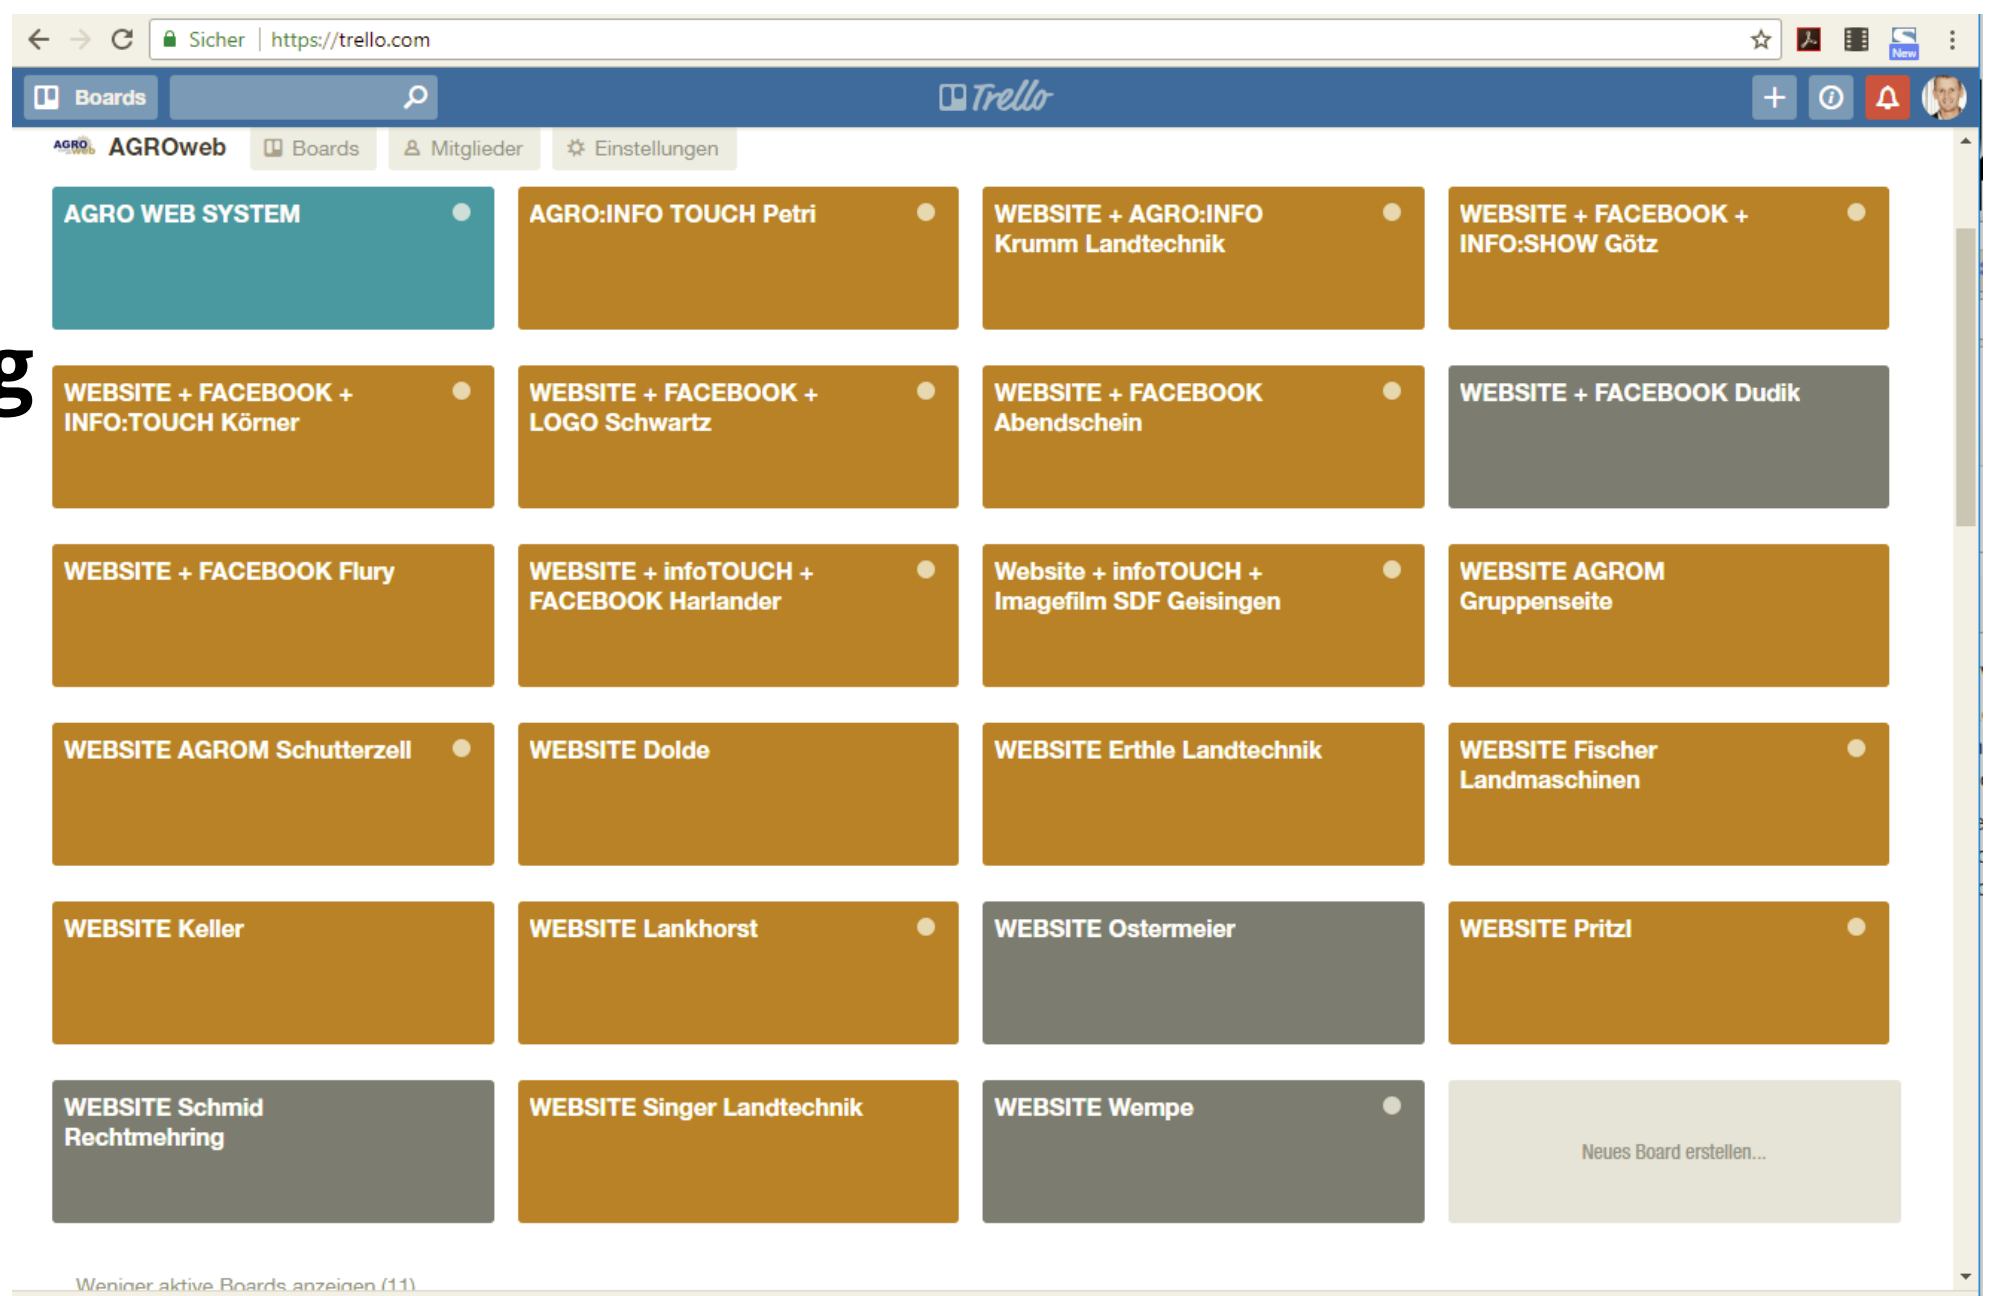 Sicher https://trello.com
New
Boards
Trello
AGRO web
AGROweb Boards Mitglieder Einstellungen
AGRO WEB SYSTEM
AGRO:INFO TOUCH Petri
WEBSITE + AGRO:INFO
Krumm Landtechnik
WEBSITE + FACEBOOK +
INFO:SHOW Götz
g
WEBSITE + FACEBOOK +
INFO:TOUCH Körner
WEBSITE + FACEBOOK +
LOGO Schwartz
WEBSITE + FACEBOOK
Abendschein
WEBSITE + FACEBOOK Dudik
WEBSITE + FACEBOOK Flury
WEBSITE + infoTOUCH +
FACEBOOK Harlander
Website + infoTOUCH +
Imagefilm SDF Geisingen
WEBSITE AGROM
Gruppenseite
WEBSITE AGROM Schutterzell
WEBSITE Dolde
WEBSITE Erthle Landtechnik
WEBSITE Fischer
Landmaschinen
WEBSITE Keller
WEBSITE Lankhorst
WEBSITE Ostermeier
WEBSITE Pritzl
WEBSITE Schmid
Rechtmehring
WEBSITE Singer Landtechnik
WEBSITE Wempe
Neues Board erstellen...
Weniger aktive Boards anzeigen (11)